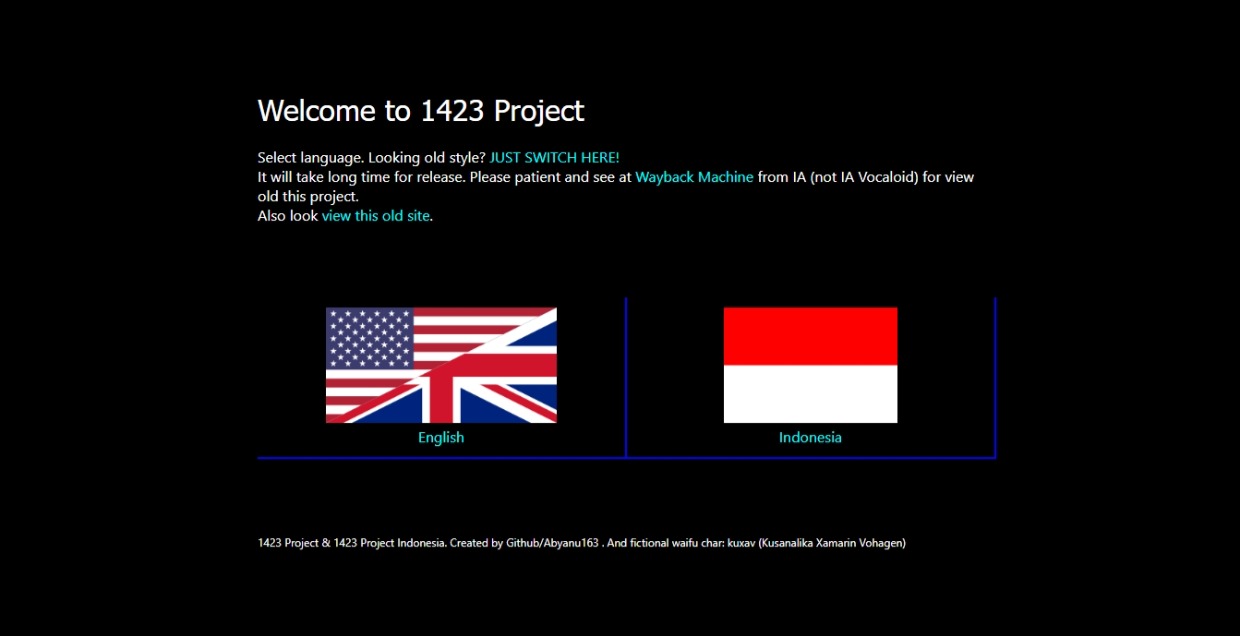 Welcome to 1423 Project
Select language. Looking old style? JUST SWITCH HERE!
It will take long time for release. Please patient and see at Wayback Machine from IA (not IA Vocaloid) for view
old this project.
Also look view this old site.
English
Indonesia
1423 Project & 1423 Project Indonesia. Created by Github/Abyanu163 . And fictional waifu char: kuxav (Kusanalika Xamarin Vohagen)